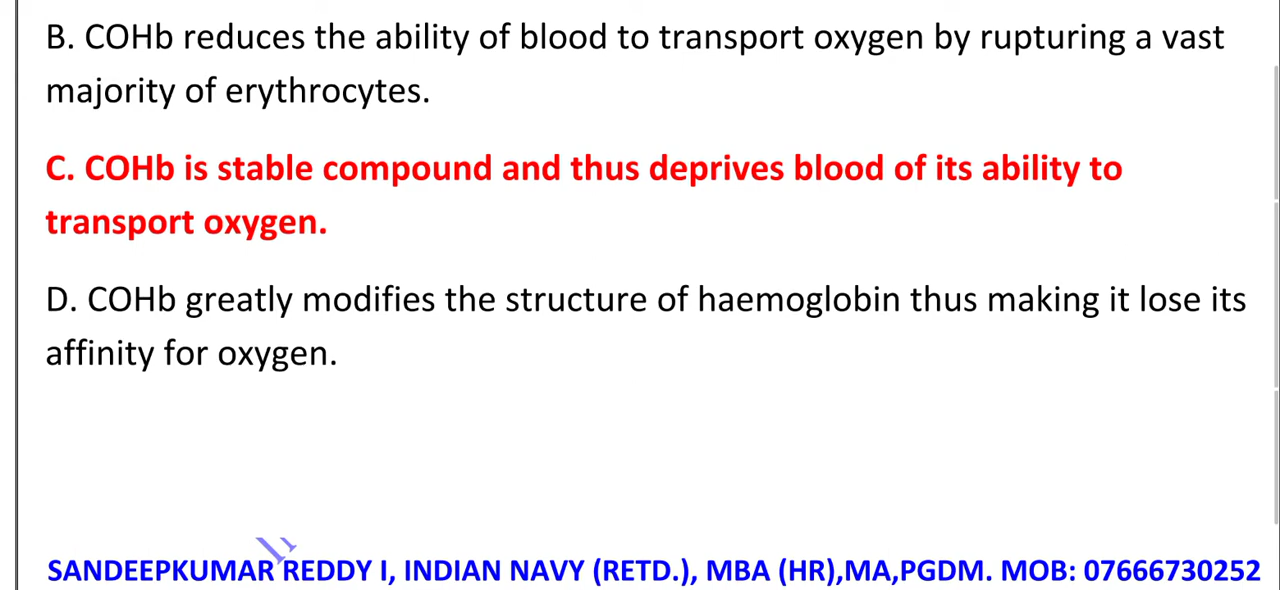 B. COHb reduces the ability of blood to transport oxygen by rupturing a vast
majority of erythrocytes.
C. COHb is stable compound and thus deprives blood of its ability to
transport oxygen.
D. COHb greatly modifies the structure of haemoglobin thus making it lose its
affinity for oxygen.
SANDEEPKUMAR REDDY I, INDIAN NAVY (RETD.), MBA (HR),MA,PGDM. MOB: 07666730252